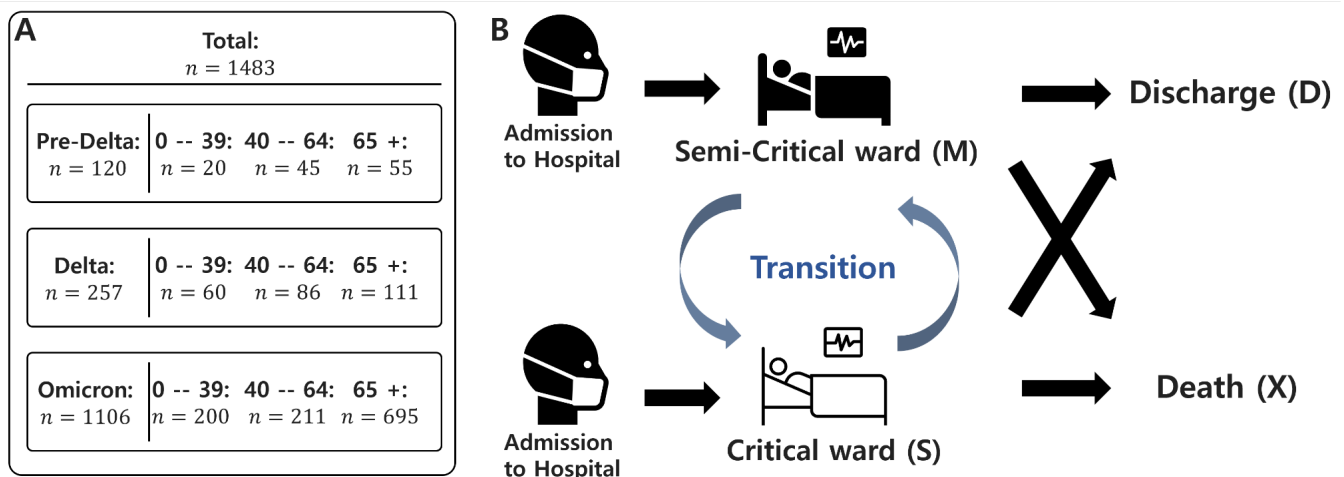 A
Total:
n = 1483
Pre-Delta: 0 -- 39: 40 -- 64: 65 +:
n = 120 n = 20 n = 45 n = 55
Delta: 0 -- 39: 40 -- 64: 65 +:
n = 257 n = 60 n = 86 n = 111
Omicron: 0 -- 39: 40 -- 64: 65 +:
n = 1106 n = 200 n = 211 n = 695
B
Admission
to Hospital
Semi-Critical ward (M)
Discharge (D)
Transition
Admission
to Hospital
Critical ward (S)
Death (X)